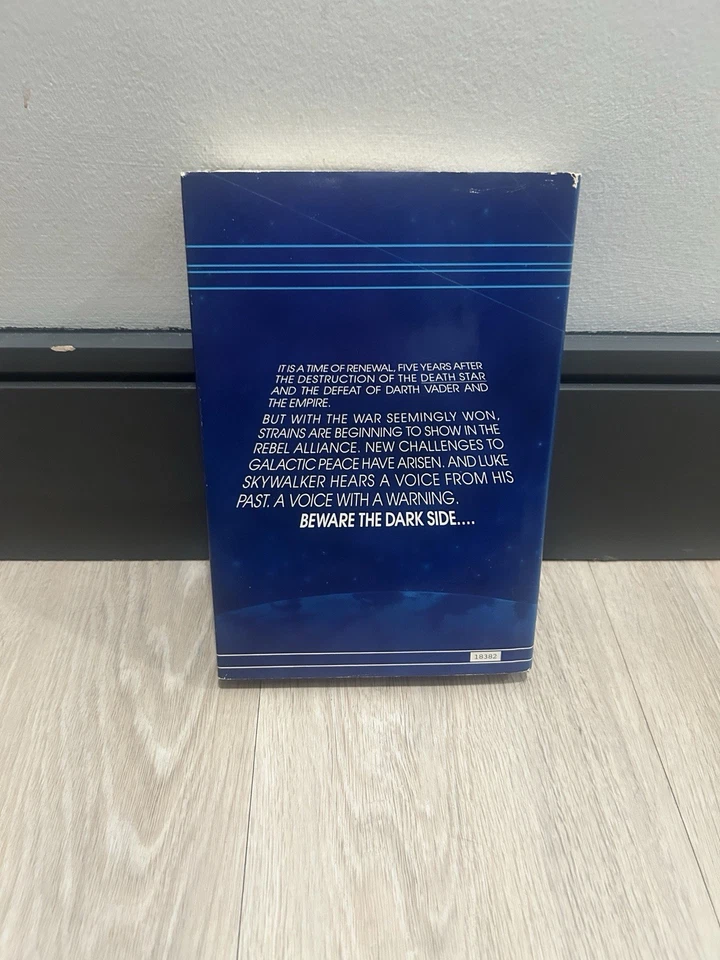 IT IS A TIME OF RENEWAL, FIVE YEARS AFTER
THE DESTRUCTION OF THE DEATH STAR
AND THE DEFEAT OF DARTH VADER AND
THE EMPIRE.
BUT WITH THE WAR SEEMINGLY WON,
STRAINS ARE BEGINNING TO SHOW IN THE
REBEL ALLIANCE. NEW CHALLENGES TO
GALACTIC PEACE HAVE ARISEN. AND LUKE
SKYWALKER HEARS A VOICE FROM HIS
PAST. A VOICE WITH A WARNING.
BEWARE THE DARK SIDE....
18382